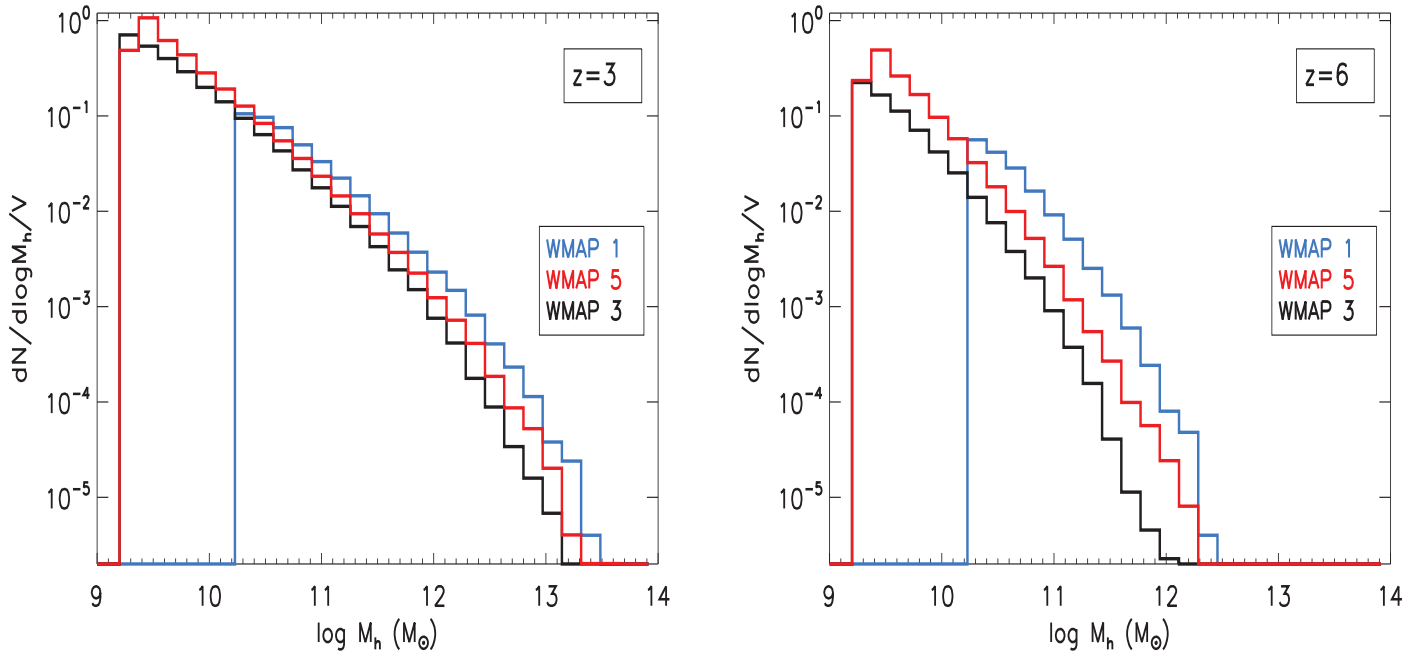 10⁰
10⁻¹
10⁻²
10⁻³
10⁻⁴
10⁻⁵
dN/dlogMₕ/V
z=3
WMAP 1
WMAP 5
WMAP 3
9 10 11 12 13 14
log Mₕ (M☉)
10⁰
10⁻¹
10⁻²
10⁻³
10⁻⁴
10⁻⁵
dN/dlogMₕ/V
z=6
WMAP 1
WMAP 5
WMAP 3
9 10 11 12 13 14
log Mₕ (M☉)